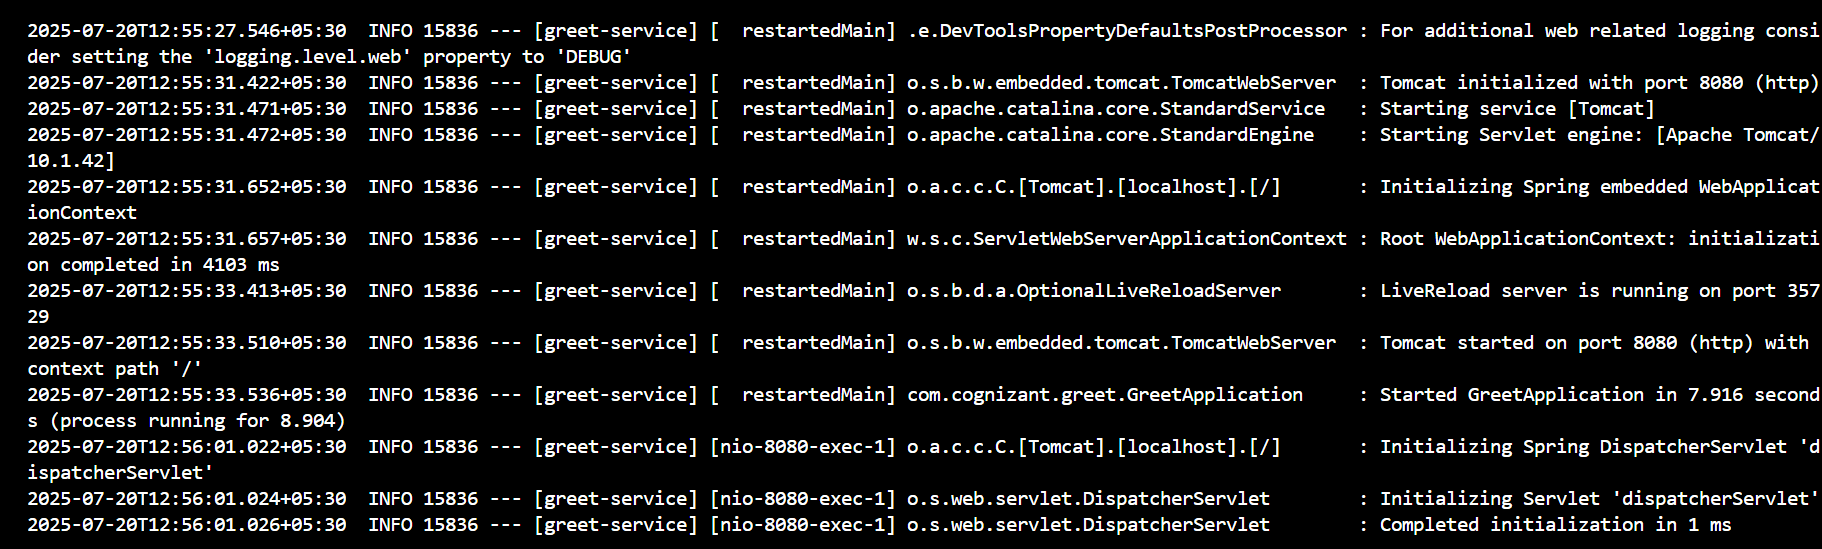 2025-07-20T12:55:27.546+05:30  INFO 15836 --- [greet-service] [  restartedMain] .e.DevToolsPropertyDefaultsPostProcessor : For additional web related logging consi
der setting the 'logging.level.web' property to 'DEBUG'
2025-07-20T12:55:31.422+05:30  INFO 15836 --- [greet-service] [  restartedMain] o.s.b.w.embedded.tomcat.TomcatWebServer  : Tomcat initialized with port 8080 (http)
2025-07-20T12:55:31.471+05:30  INFO 15836 --- [greet-service] [  restartedMain] o.apache.catalina.core.StandardService   : Starting service [Tomcat]
2025-07-20T12:55:31.472+05:30  INFO 15836 --- [greet-service] [  restartedMain] o.apache.catalina.core.StandardEngine    : Starting Servlet engine: [Apache Tomcat/
10.1.42]
2025-07-20T12:55:31.652+05:30  INFO 15836 --- [greet-service] [  restartedMain] o.a.c.c.C.[Tomcat].[localhost].[/]       : Initializing Spring embedded WebApplicat
ionContext
2025-07-20T12:55:31.657+05:30  INFO 15836 --- [greet-service] [  restartedMain] w.s.c.ServletWebServerApplicationContext : Root WebApplicationContext: initializati
on completed in 4103 ms
2025-07-20T12:55:33.413+05:30  INFO 15836 --- [greet-service] [  restartedMain] o.s.b.d.a.OptionalLiveReloadServer       : LiveReload server is running on port 357
29
2025-07-20T12:55:33.510+05:30  INFO 15836 --- [greet-service] [  restartedMain] o.s.b.w.embedded.tomcat.TomcatWebServer  : Tomcat started on port 8080 (http) with
context path '/'
2025-07-20T12:55:33.536+05:30  INFO 15836 --- [greet-service] [  restartedMain] com.cognizant.greet.GreetApplication     : Started GreetApplication in 7.916 second
s (process running for 8.904)
2025-07-20T12:56:01.022+05:30  INFO 15836 --- [greet-service] [nio-8080-exec-1] o.a.c.c.C.[Tomcat].[localhost].[/]       : Initializing Spring DispatcherServlet 'd
ispatcherServlet'
2025-07-20T12:56:01.024+05:30  INFO 15836 --- [greet-service] [nio-8080-exec-1] o.s.web.servlet.DispatcherServlet        : Initializing Servlet 'dispatcherServlet'
2025-07-20T12:56:01.026+05:30  INFO 15836 --- [greet-service] [nio-8080-exec-1] o.s.web.servlet.DispatcherServlet        : Completed initialization in 1 ms